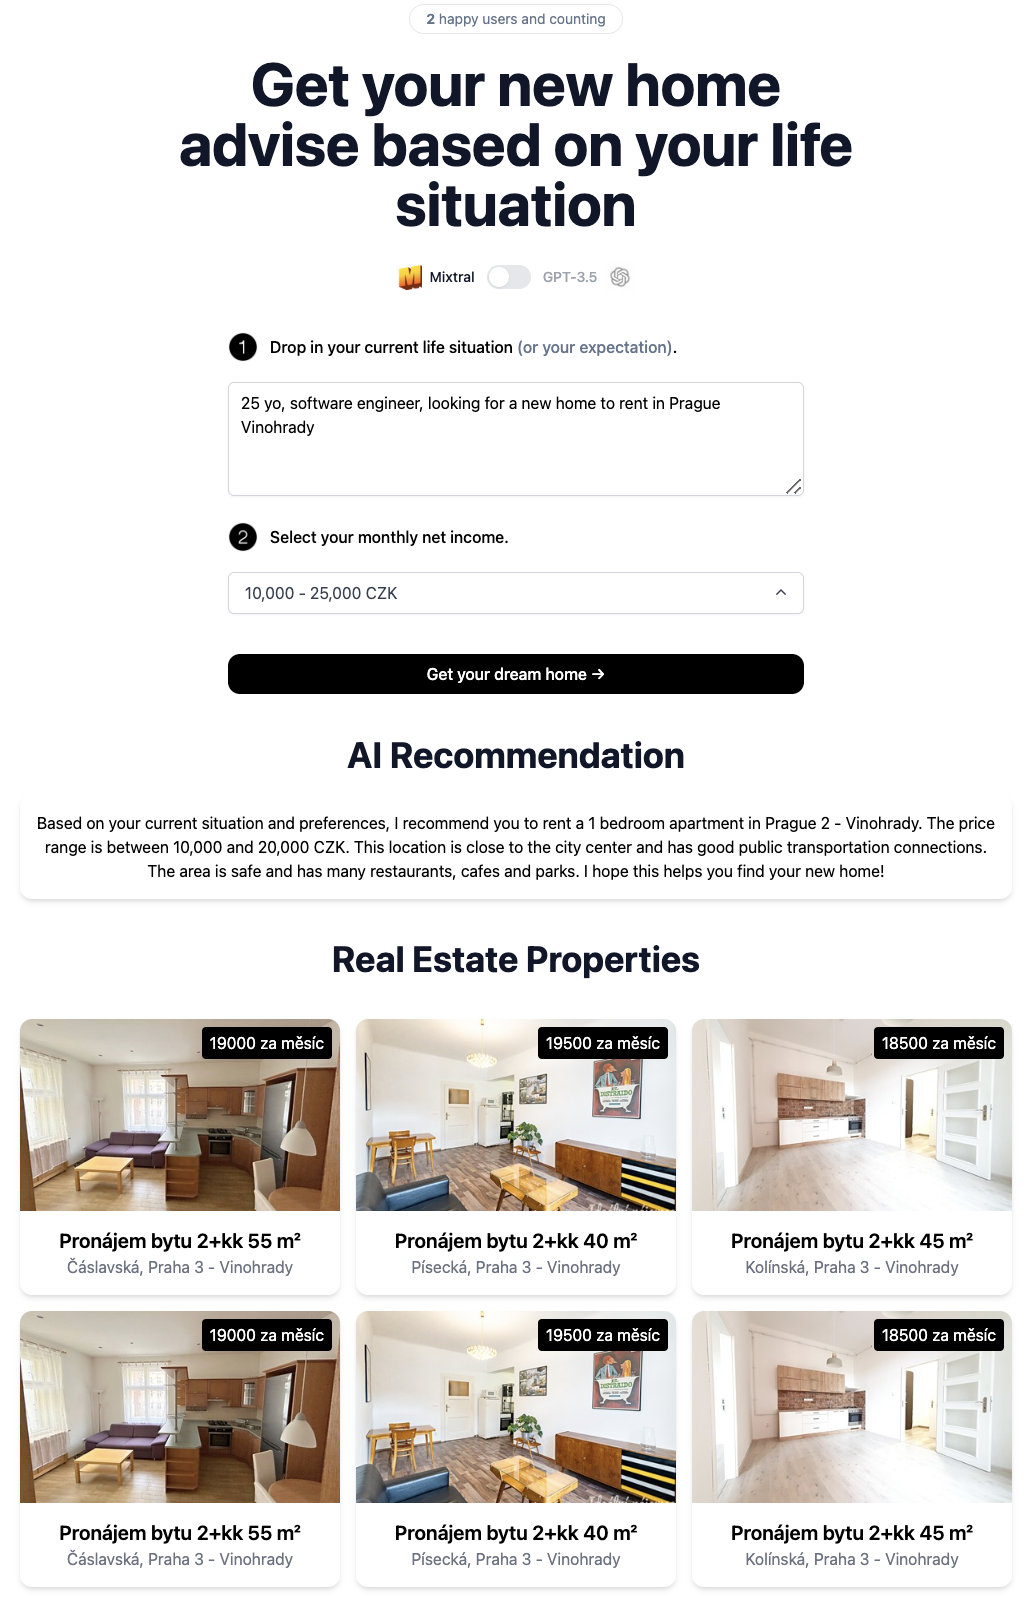 2 happy users and counting
Get your new home
advise based on your life
situation
Mixtral GPT-3.5
1 Drop in your current life situation (or your expectation).
25 yo, software engineer, looking for a new home to rent in Prague
Vinohrady
2 Select your monthly net income.
10,000 - 25,000 CZK
Get your dream home →
AI Recommendation
Based on your current situation and preferences, I recommend you to rent a 1 bedroom apartment in Prague 2 - Vinohrady. The price
range is between 10,000 and 20,000 CZK. This location is close to the city center and has good public transportation connections.
The area is safe and has many restaurants, cafes and parks. I hope this helps you find your new home!
Real Estate Properties
19000 za měsíc
Pronájem bytu 2+kk 55 m²
Čáslavská, Praha 3 - Vinohrady
19500 za měsíc
DISTRAIDO
Pronájem bytu 2+kk 40 m²
Písecká, Praha 3 - Vinohrady
18500 za měsíc
Pronájem bytu 2+kk 45 m²
Kolínská, Praha 3 - Vinohrady
19000 za měsíc
Pronájem bytu 2+kk 55 m²
Čáslavská, Praha 3 - Vinohrady
19500 za měsíc
DISTRAIDO
Pronájem bytu 2+kk 40 m²
Písecká, Praha 3 - Vinohrady
18500 za měsíc
Pronájem bytu 2+kk 45 m²
Kolínská, Praha 3 - Vinohrady